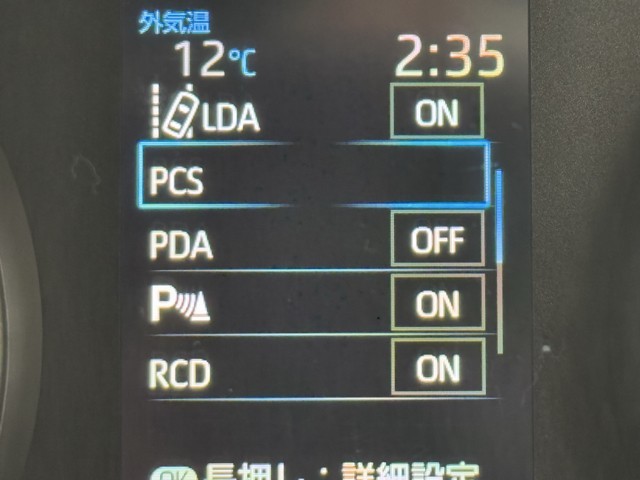 外気温
12℃ 2:35
LDA ON
PCS
PDA OFF
P ON
RCD ON
OK 長押し：詳細設定